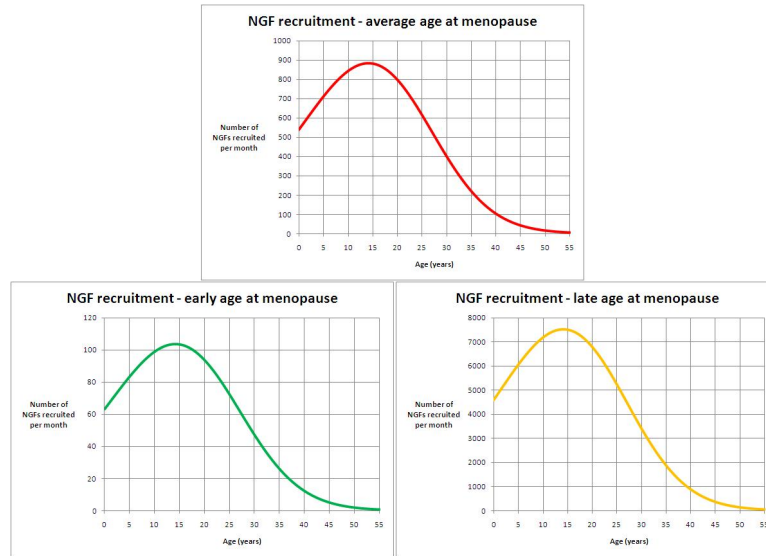 NGF recruitment - average age at menopause
1000
900
800
700
600
500
400
300
200
100
0
Number of
NGFs recruited
per month
0 5 10 15 20 25 30 35 40 45 50 55
Age (years)
NGF recruitment - early age at menopause
120
100
80
60
40
20
0
Number of
NGFs recruited
per month
0 5 10 15 20 25 30 35 40 45 50 55
Age (years)
NGF recruitment - late age at menopause
8000
7000
6000
5000
4000
3000
2000
1000
0
Number of
NGFs recruited
per month
0 5 10 15 20 25 30 35 40 45 50 55
Age (years)